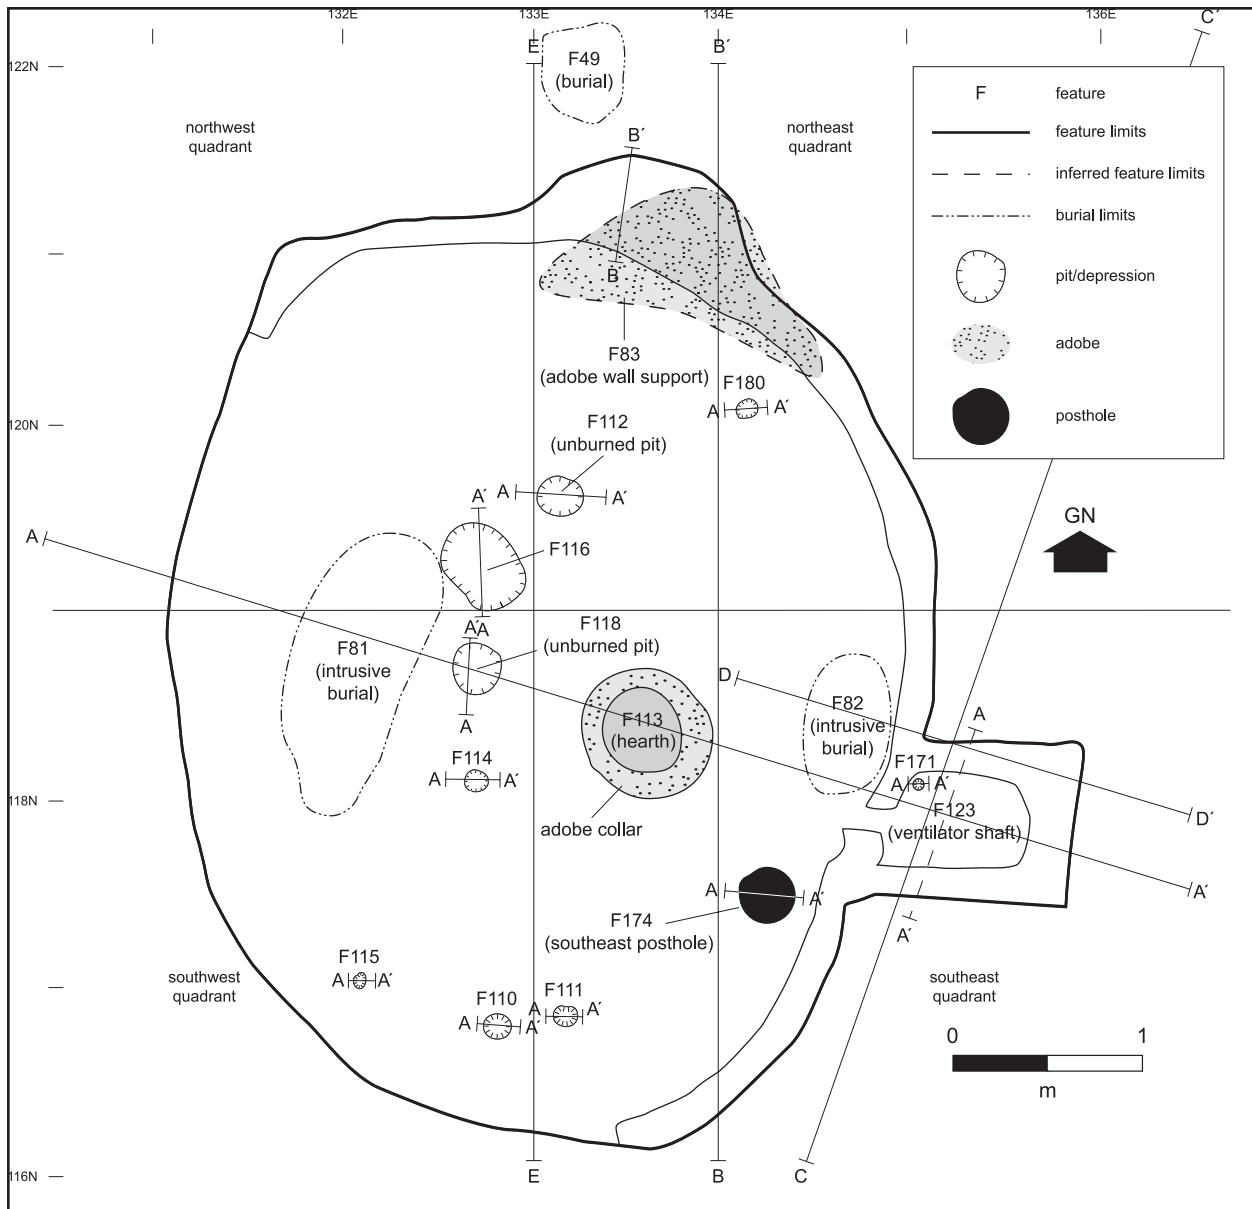 132E
133E
134E
136E
C′
122N
E
B′
F49
(burial)
F
feature
feature limits
inferred feature limits
burial limits
pit/depression
adobe
posthole
northwest
quadrant
northeast
quadrant
B′
B
F83
(adobe wall support)
F180
A
A′
120N
F112
(unburned pit)
A
A′
A′
F116
A
GN
A
A′
F118
(unburned pit)
A
F81
(intrusive
burial)
D
F82
(intrusive
burial)
A
F113
(hearth)
F171
A
A′
F114
A
A′
118N
adobe collar
F123
(ventilator shaft)
D′
A′
A
A′
F174
(southeast posthole)
A′
F115
A
A′
southwest
quadrant
southeast
quadrant
F110
A
A′
F111
A
A′
0
1
m
116N
E
B
C